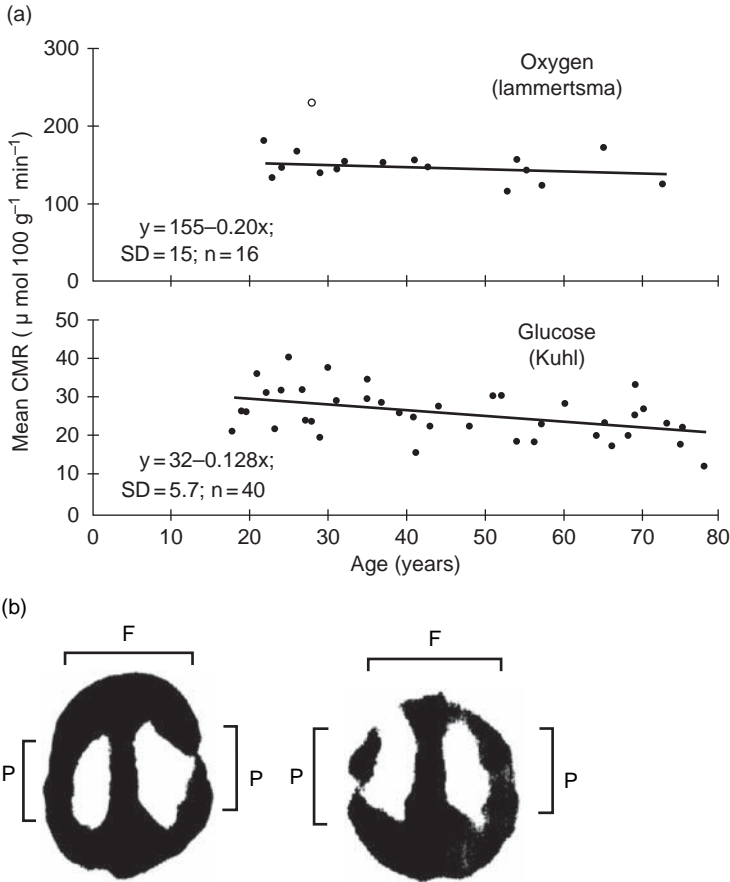 (a)
300
200
100
0
Oxygen
(lammertsma)
y=155–0.20x;
SD=15; n=16
Mean CMR ( μ mol 100 g⁻¹ min⁻¹)
50
40
30
20
10
0
Glucose
(Kuhl)
y=32–0.128x;
SD=5.7; n=40
0 10 20 30 40 50 60 70 80
Age (years)
(b)
F F
P P P P